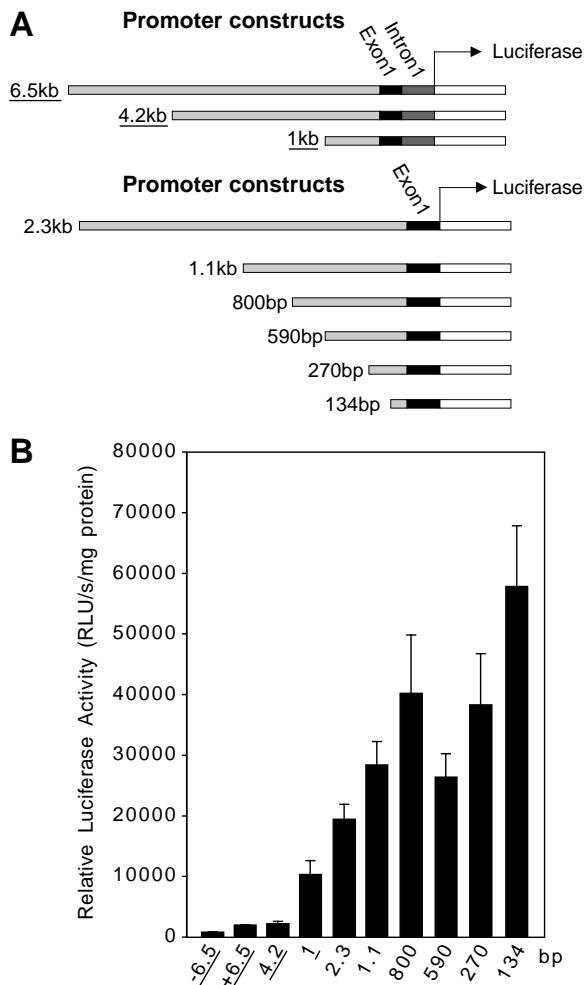 A
Promoter constructs
Exon1
Intron1
Luciferase
6.5kb
4.2kb
1kb
Promoter constructs
Exon1
Luciferase
2.3kb
1.1kb
800bp
590bp
270bp
134bp
B
Relative Luciferase Activity (RLU/s/mg protein)
80000
70000
60000
50000
40000
30000
20000
10000
0
-6.5 +6.5 4.2 1 2.3 1.1 800 590 270 134 bp